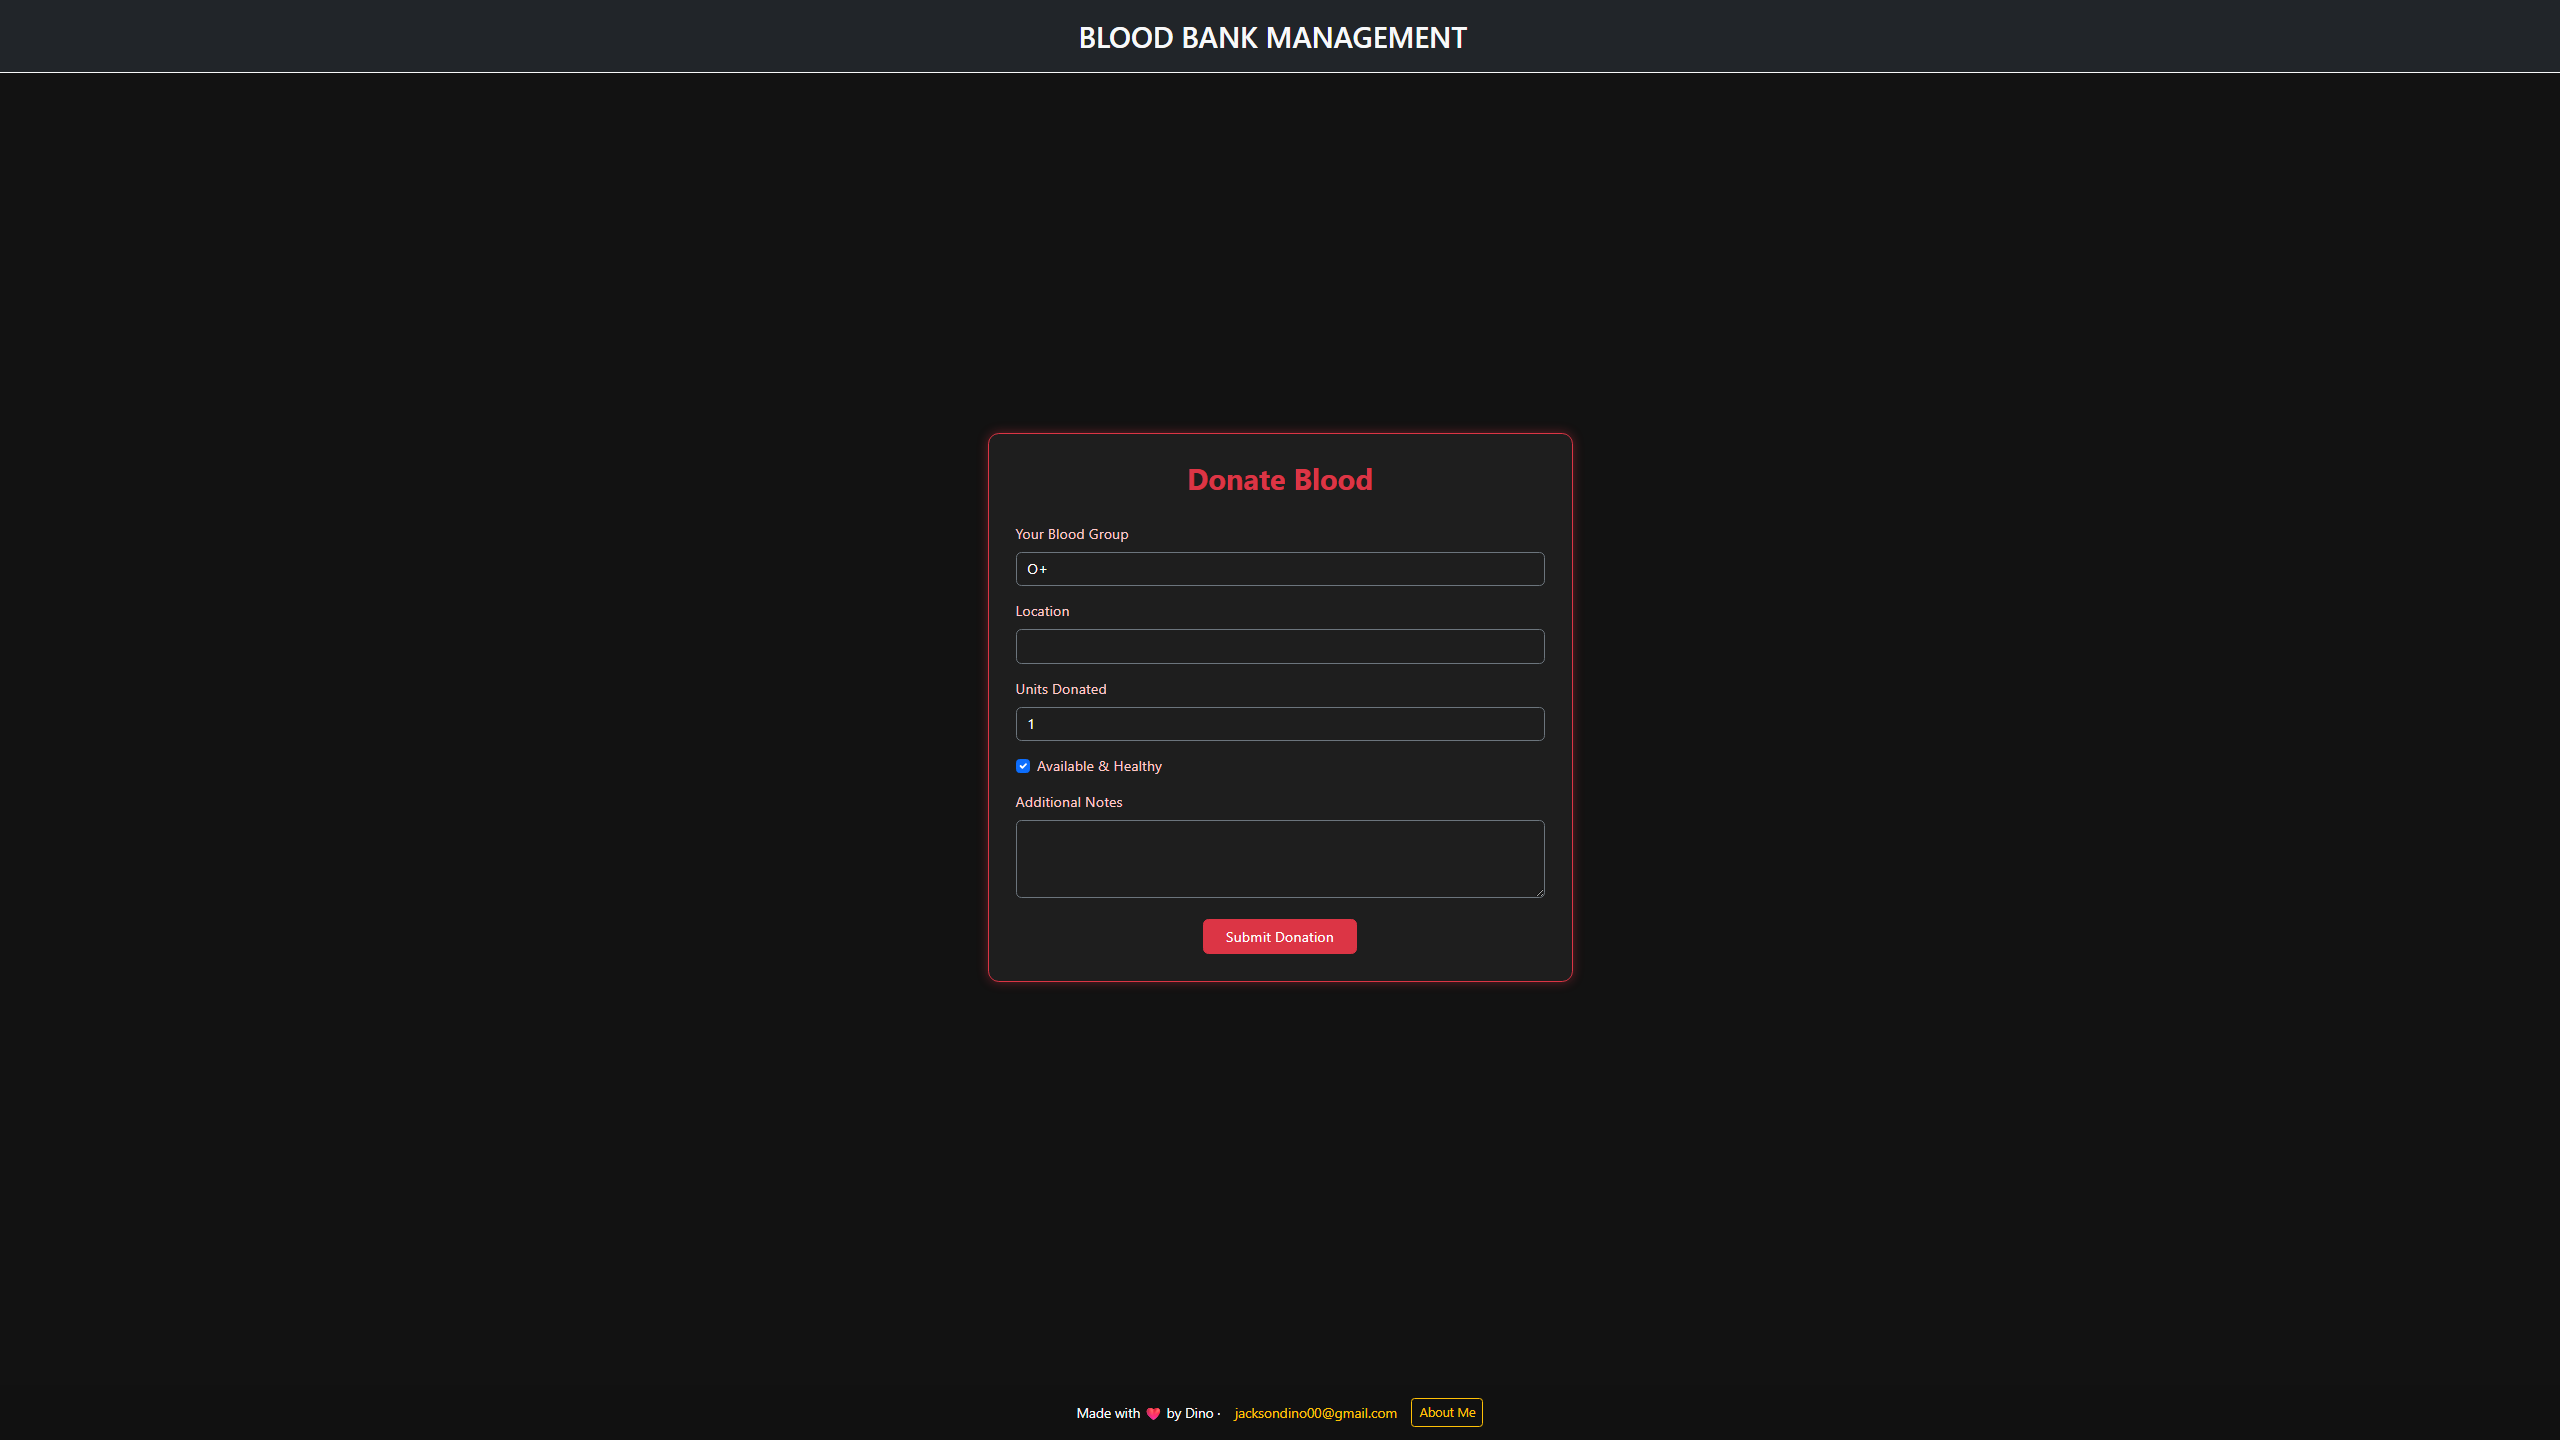 BLOOD BANK MANAGEMENT
Donate Blood
Your Blood Group
O+
Location
Units Donated
1
Available & Healthy
Additional Notes
Submit Donation
Made with ❤️ by Dino · jacksondino00@gmail.com About Me